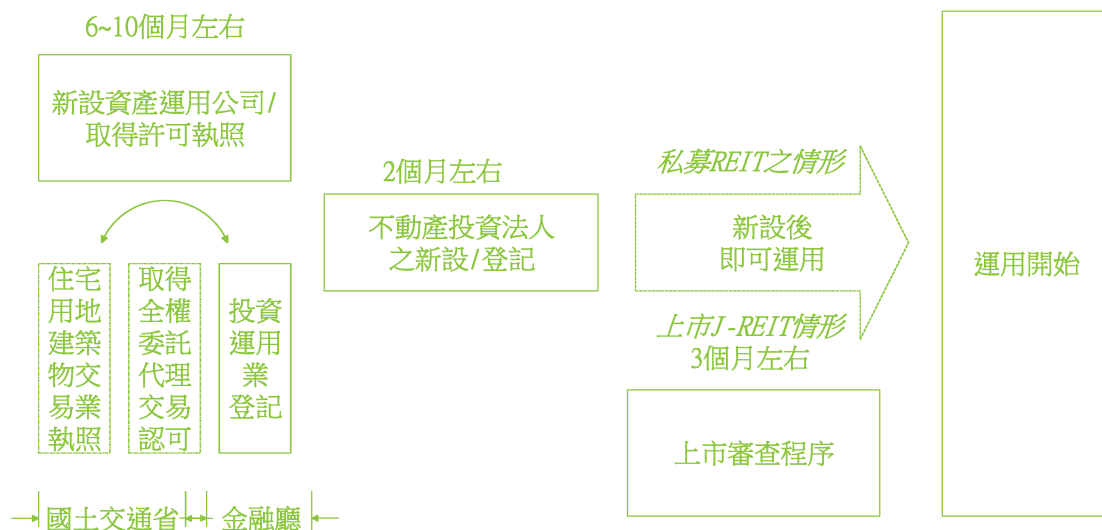 6~10個月左右
新設資產運用公司/
取得許可執照
住宅
用地
建築
物交
易業
執照
取得
全權
委託
代理
交易
認可
投資
運用
業
登記
國土交通省
金融廳
2個月左右
不動產投資法人
之新設/登記
私募REIT之情形
新設後
即可運用
上市J-REIT情形
3個月左右
上市審查程序
運用開始